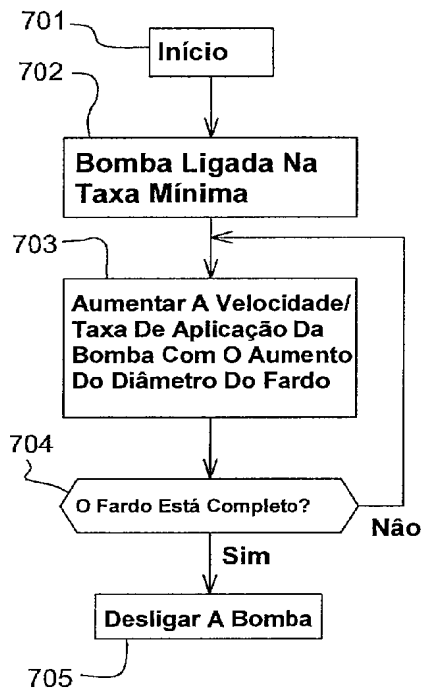 701
Início
702
Bomba Ligada Na
Taxa Mínima
703
Aumentar A Velocidade/
Taxa De Aplicação Da
Bomba Com O Aumento
Do Diâmetro Do Fardo
704
O Fardo Está Completo?
Nâo
Sim
Desligar A Bomba
705